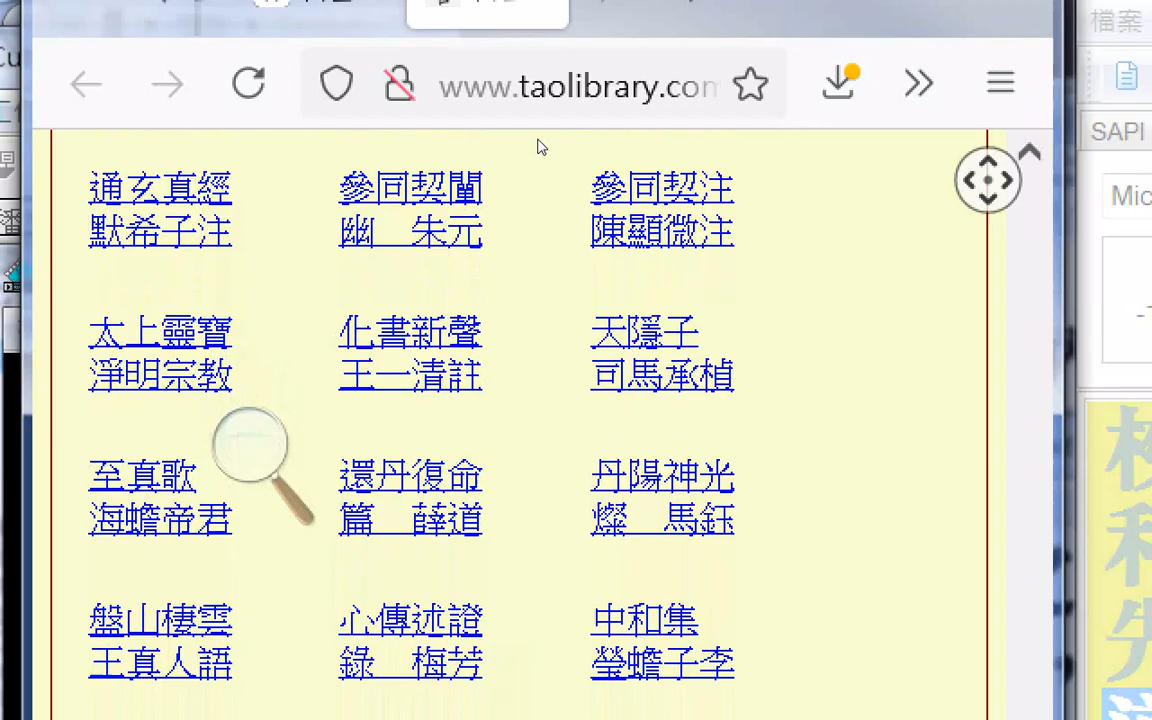 www.taolibrary.com
檔案
SAPI
Mic
通玄真經 參同契闡 參同契注
默希子注 幽　朱元 陳顯微注
太上靈寶 化書新聲 天隱子
淨明宗教 王一清註 司馬承楨
至真歌 還丹復命 丹陽神光
海蟾帝君 篇　薛道 燦　馬鈺
盤山棲雲 心傳述證 中和集
王真人語 錄　梅芳 瑩蟾子李